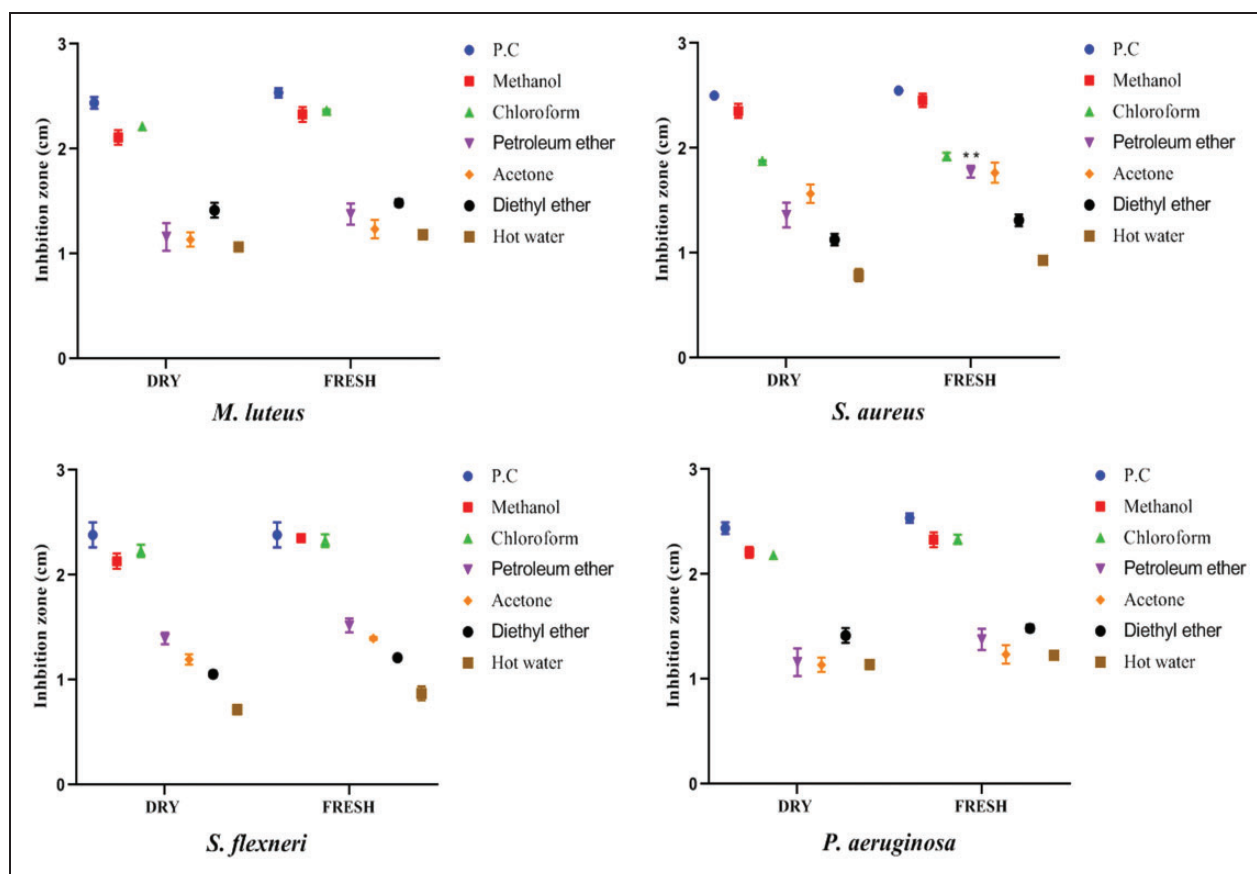 3
2
1
0
Inhbition zone (cm)
DRY
FRESH
M. luteus
P.C
Methanol
Chloroform
Petroleum ether
Acetone
Diethyl ether
Hot water
3
2
1
0
Inhbition zone (cm)
**
DRY
FRESH
S. aureus
P.C
Methanol
Chloroform
Petroleum ether
Acetone
Diethyl ether
Hot water
3
2
1
0
Inhbition zone (cm)
DRY
FRESH
S. flexneri
P.C
Methanol
Chloroform
Petroleum ether
Acetone
Diethyl ether
Hot water
3
2
1
0
Inhbition zone (cm)
DRY
FRESH
P. aeruginosa
P.C
Methanol
Chloroform
Petroleum ether
Acetone
Diethyl ether
Hot water